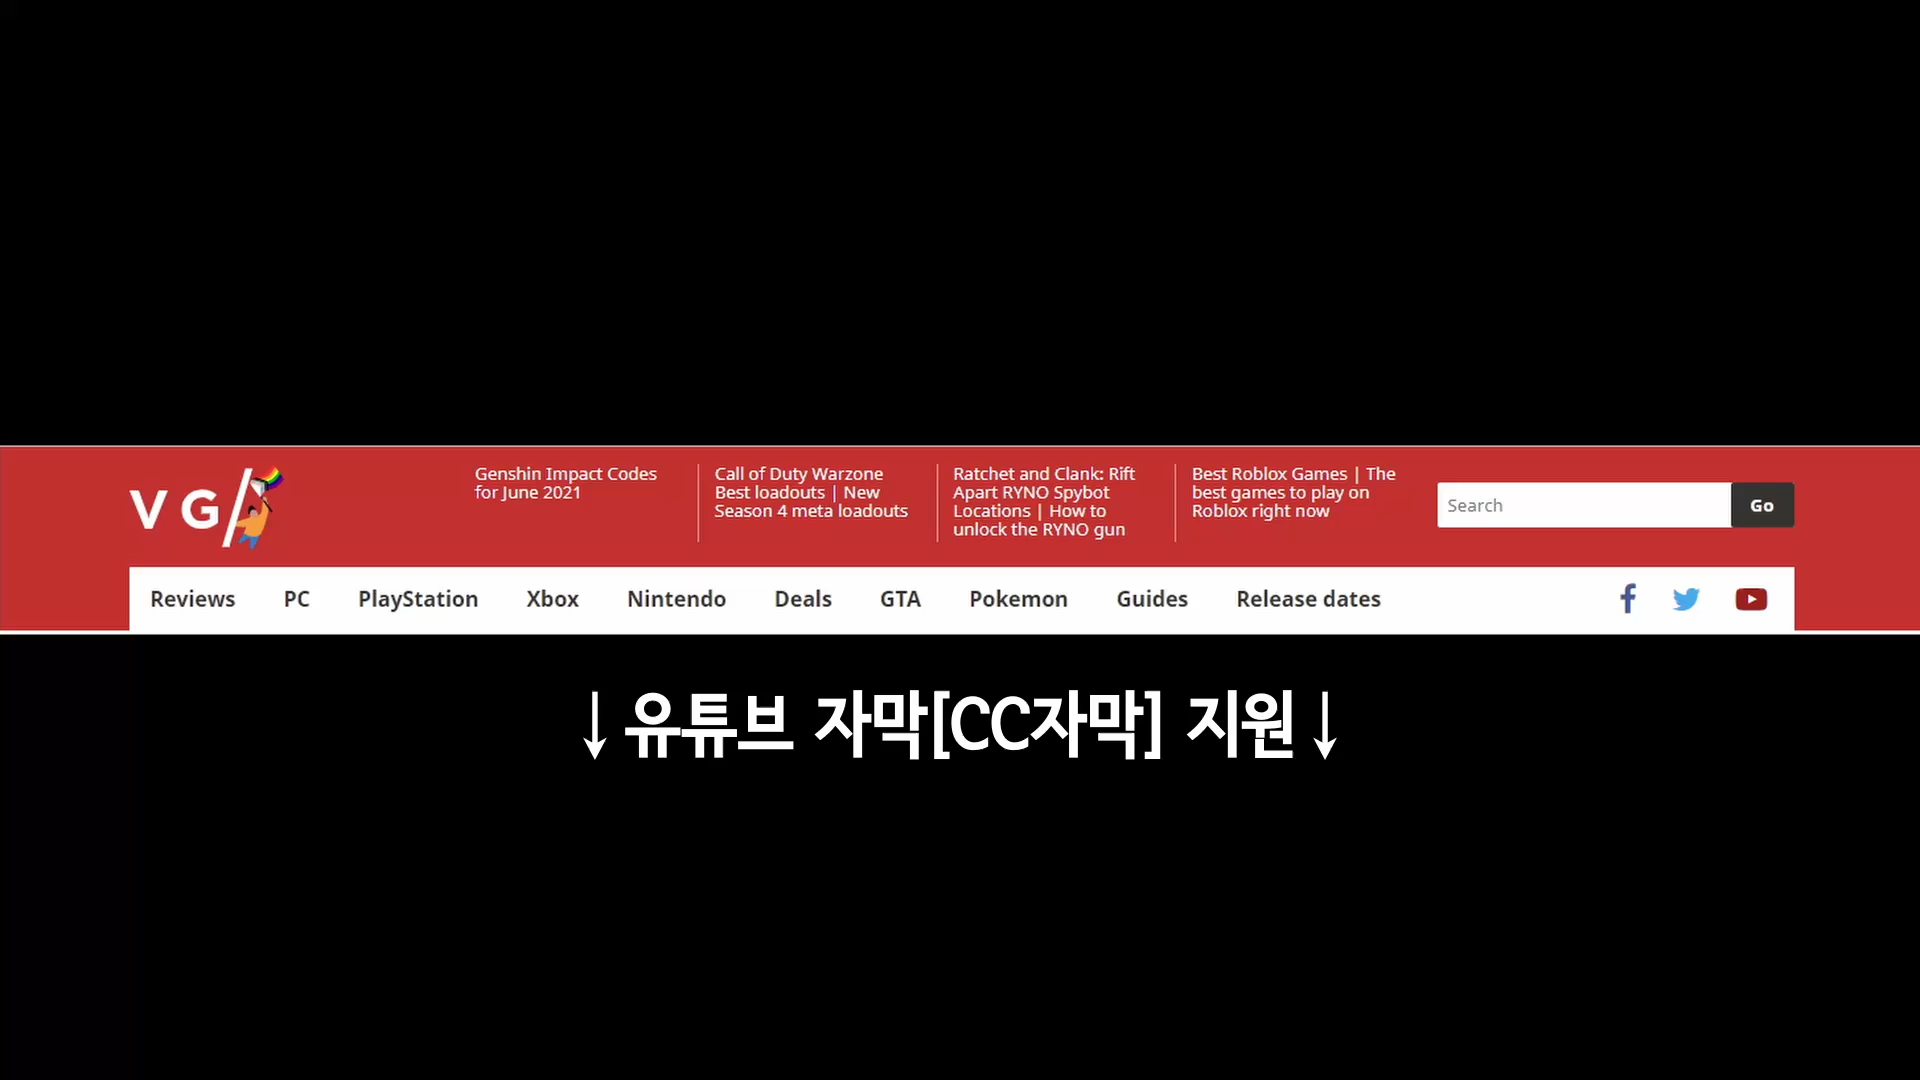 VG/
Genshin Impact Codes
for June 2021
Call of Duty Warzone
Best loadouts | New
Season 4 meta loadouts
Ratchet and Clank: Rift
Apart RYNO Spybot
Locations | How to
unlock the RYNO gun
Best Roblox Games | The
best games to play on
Roblox right now
Search
Go
Reviews PC PlayStation Xbox Nintendo Deals GTA Pokemon Guides Release dates
↓유튜브 자막[CC자막] 지원↓